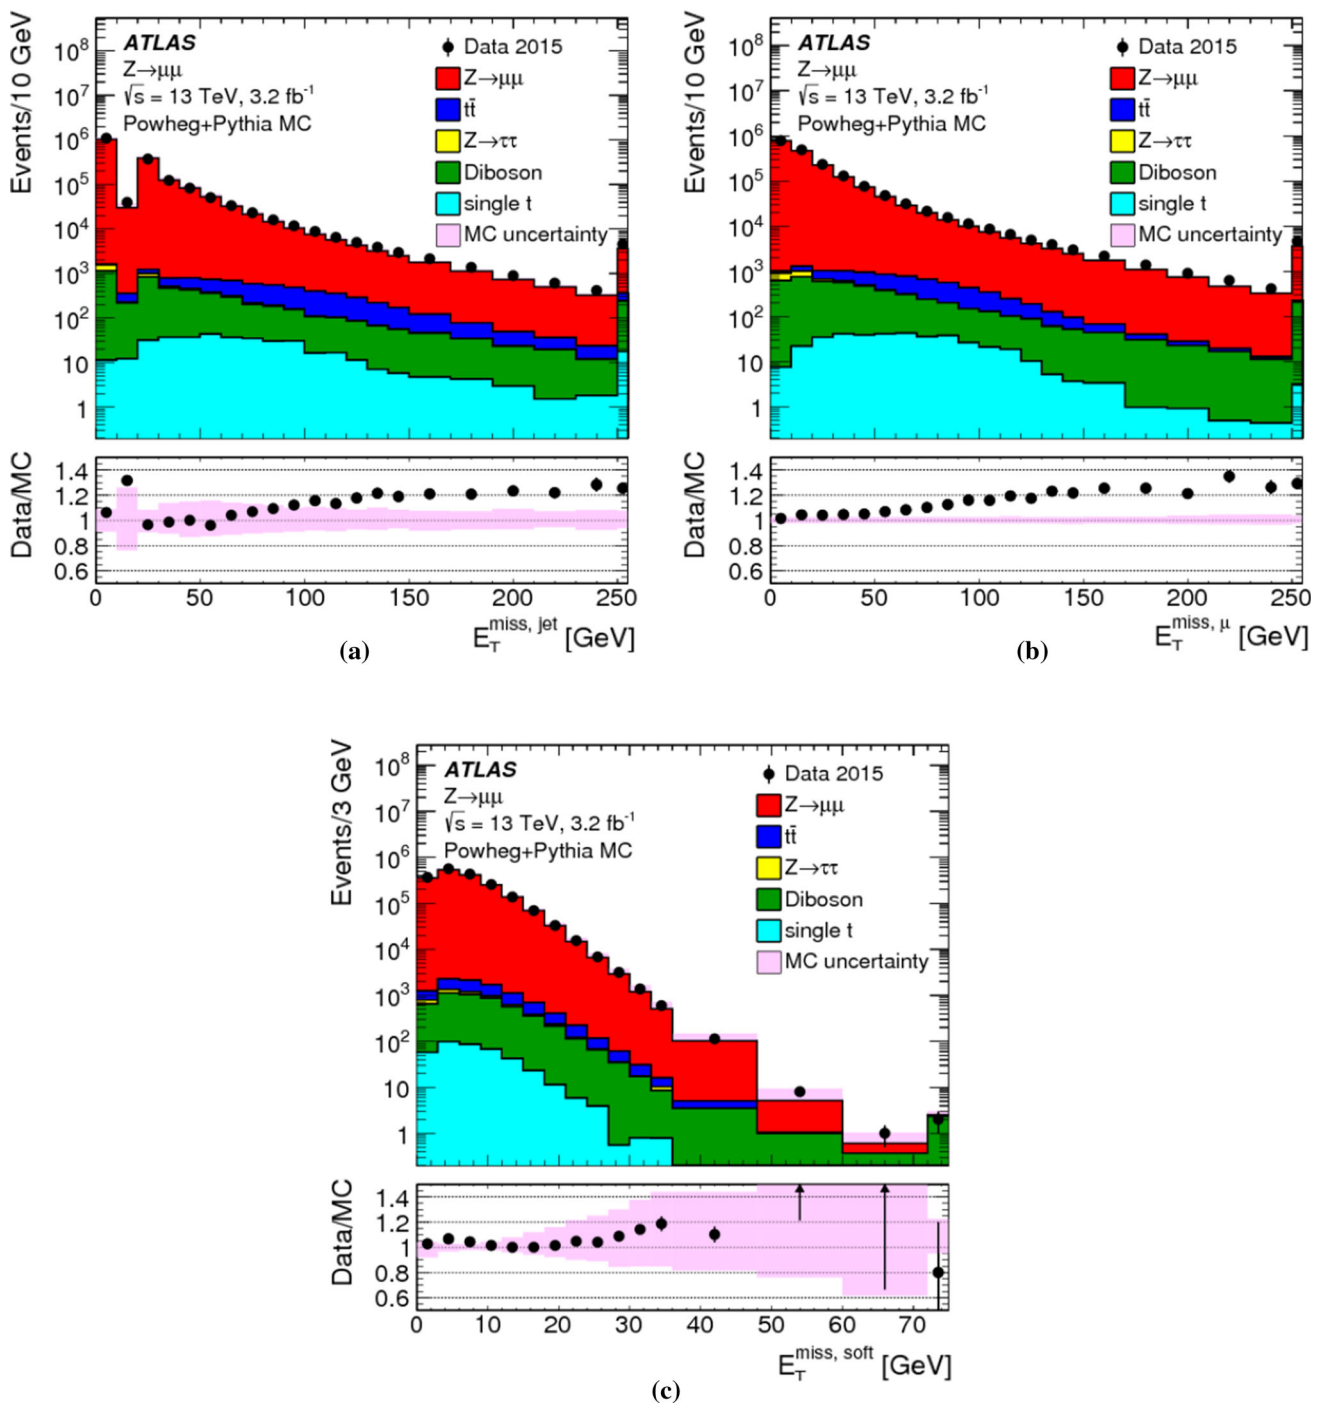 Events/10 GeV
10⁸
10⁷
10⁶
10⁵
10⁴
10³
10²
10
1
ATLAS
Z→μμ
√s = 13 TeV, 3.2 fb⁻¹
Powheg+Pythia MC
Data 2015
Z→μμ
tt̄
Z→ττ
Diboson
single t
MC uncertainty
Data/MC
1.4
1.2
1
0.8
0.6
0 50 100 150 200 250
E_T^miss, jet [GeV]
(a)
Events/10 GeV
10⁸
10⁷
10⁶
10⁵
10⁴
10³
10²
10
1
ATLAS
Z→μμ
√s = 13 TeV, 3.2 fb⁻¹
Powheg+Pythia MC
Data 2015
Z→μμ
tt̄
Z→ττ
Diboson
single t
MC uncertainty
Data/MC
1.4
1.2
1
0.8
0.6
0 50 100 150 200 250
E_T^miss, μ [GeV]
(b)
Events/3 GeV
10⁸
10⁷
10⁶
10⁵
10⁴
10³
10²
10
1
ATLAS
Z→μμ
√s = 13 TeV, 3.2 fb⁻¹
Powheg+Pythia MC
Data 2015
Z→μμ
tt̄
Z→ττ
Diboson
single t
MC uncertainty
Data/MC
1.4
1.2
1
0.8
0.6
0 10 20 30 40 50 60 70
E_T^miss, soft [GeV]
(c)